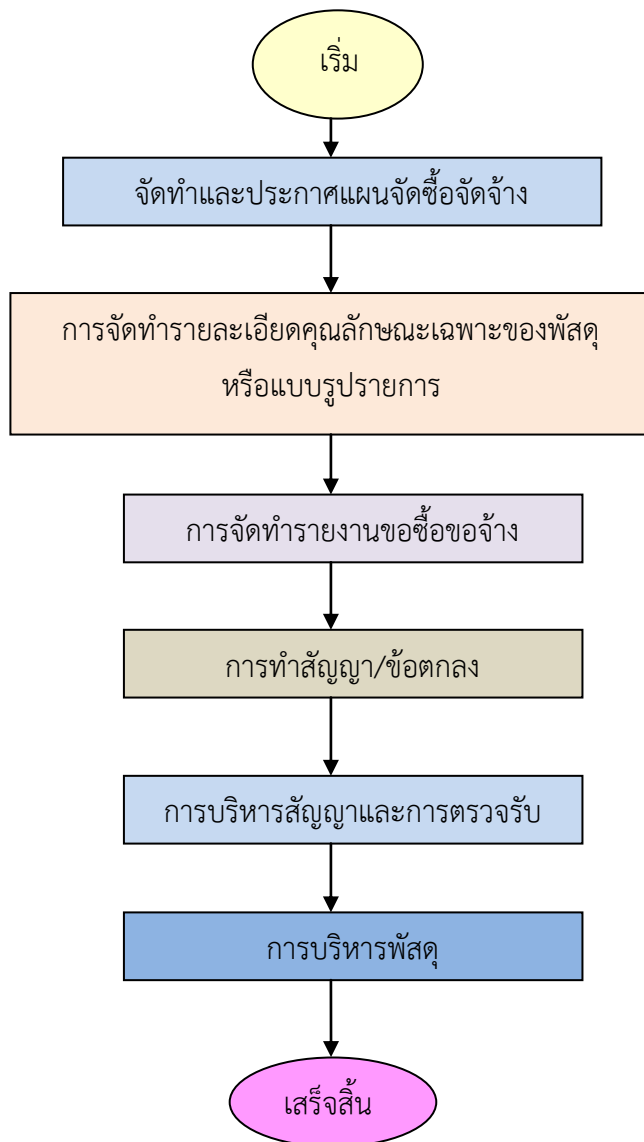 เริ่ม
จัดทำและประกาศแผนจัดซื้อจัดจ้าง
การจัดทำรายละเอียดคุณลักษณะเฉพาะของพัสดุ
หรือแบบรูปรายการ
การจัดทำรายงานขอซื้อขอจ้าง
การทำสัญญา/ข้อตกลง
การบริหารสัญญาและการตรวจรับ
การบริหารพัสดุ
เสร็จสิ้น